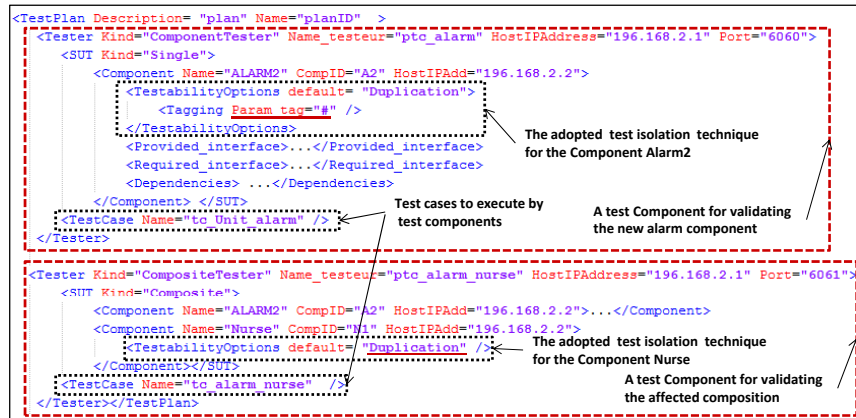 <TestPlan Description= "plan" Name="planID" >
<Tester Kind="ComponentTester" Name_testeur="ptc_alarm" HostIPAddress="196.168.2.1" Port="6060">
<SUT Kind="Single">
<Component Name="ALARM2" CompID="A2" HostIPAdd="196.168.2.2">
<TestabilityOptions default= "Duplication">
<Tagging Param_tag="#" />
</TestabilityOptions>
The adopted test isolation technique
for the Component Alarm2
<Provided_interface>...</Provided_interface>
<Required_interface>...</Required_interface>
<Dependencies> ...</Dependencies>
</Component> </SUT>
Test cases to execute by
test components
<TestCase Name="tc_Unit_alarm" />
A test Component for validating
the new alarm component
</Tester>
<Tester Kind="CompositeTester" Name_testeur="ptc_alarm_nurse" HostIPAddress="196.168.2.1" Port="6061">
<SUT Kind="Composite">
<Component Name="ALARM2" CompID="A2" HostIPAdd="196.168.2.2">...</Component>
<Component Name="Nurse" CompID="N1" HostIPAdd="196.168.2.2">
<TestabilityOptions default= "Duplication" />
The adopted test isolation technique
for the Component Nurse
</Component></SUT>
<TestCase Name="tc_alarm_nurse" />
A test Component for validating
the affected composition
</Tester></TestPlan>